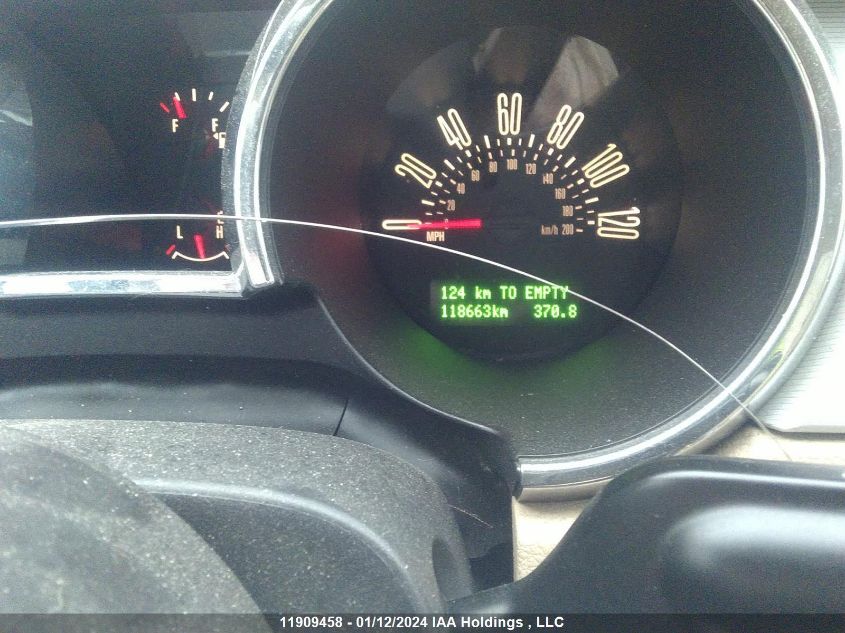 F F
L H
0 20 40 60 80 100 120
20 40 60 80 100 120 140 160 180 200
MPH km/h
124 km TO EMPTY
118663km 370.8
11909458 - 01/12/2024 IAA Holdings , LLC